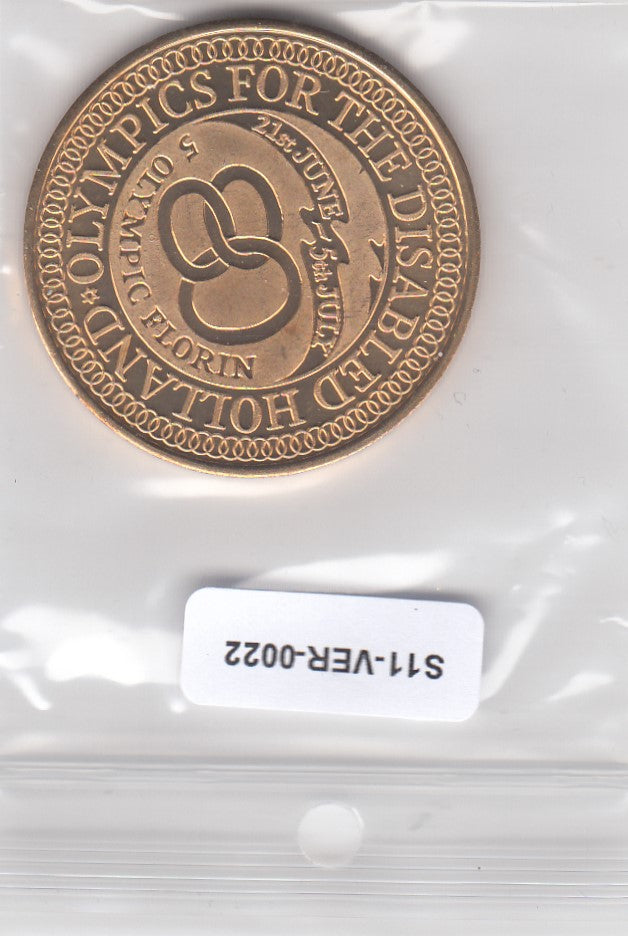 OLYMPICS FOR THE DISABLED HOLLAND *
21st JUNE – 5th JULY
5 OLYMPIC FLORIN
S11-VER-0022